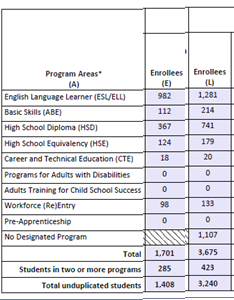 Program Areas* (A) Enrollees (E) Enrollees (L)
English Language Learner (ESL/ELL) 982 1,281
Basic Skills (ABE) 112 214
High School Diploma (HSD) 367 741
High School Equivalency (HSE) 124 179
Career and Technical Education (CTE) 18 20
Programs for Adults with Disabilities 0 0
Adults Training for Child School Success 0 0
Workforce (Re)Entry 98 133
Pre-Apprenticeship 0 0
No Designated Program 1,107
Total 1,701 3,675
Students in two or more programs 285 423
Total unduplicated students 1,408 3,240